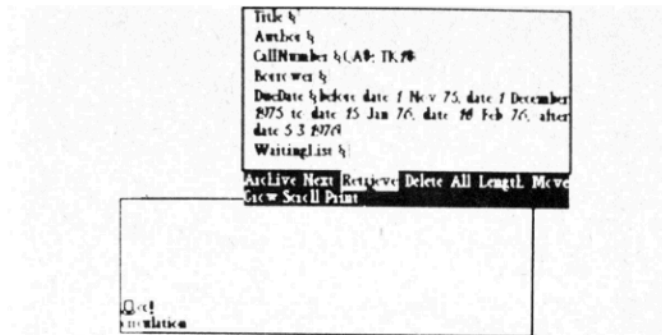 Title
Author
CallNumber QA#: TK#
Borrower
DueDate before date 1 Nov 75, date 1 December
1975 to date 15 Jan 76, date 18 Feb 76, after
date 5 3 1976
WaitingList
Archive Next Retrieve Delete All Length Move
Grow Scroll Print
circulation